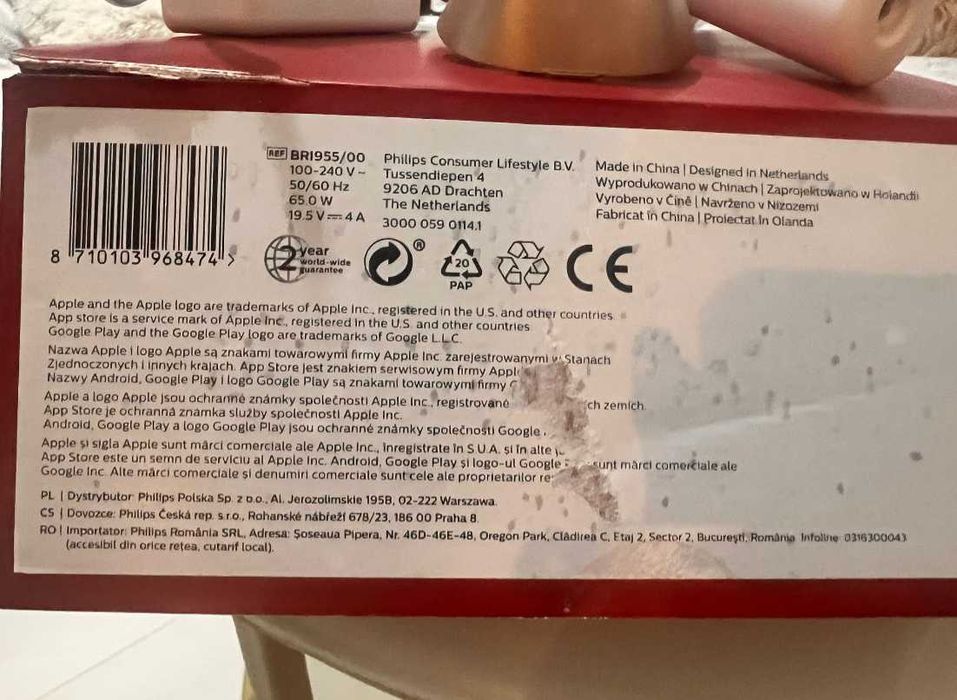 8 710103 968474 >
REF BRI955/00
100-240 V ~
50/60 Hz
65.0 W
19.5 V⎓4 A
Philips Consumer Lifestyle B.V.
Tussendiepen 4
9206 AD Drachten
The Netherlands
3000 059 0114.1
Made in China | Designed in Netherlands
Wyprodukowano w Chinach | Zaprojektowano w Holandii
Vyrobeno v Číně | Navrženo v Nizozemí
Fabricat în China | Proiectat în Olanda
2 year
world-wide
guarantee
®
20
PAP
CE
Apple and the Apple logo are trademarks of Apple Inc., registered in the U.S. and other countries.
App store is a service mark of Apple Inc., registered in the U.S. and other countries
Google Play and the Google Play logo are trademarks of Google L.L.C.
Nazwa Apple i logo Apple są znakami towarowymi firmy Apple Inc. zarejestrowanymi w Stanach
Zjednoczonych i innych krajach. App Store jest znakiem serwisowym firmy
Nazwy Android, Google Play i logo Google Play są znakami towarowymi firmy
Apple a logo Apple jsou ochranné známky společnosti Apple Inc., registrované zemích.
App Store je ochranná známka služby společnosti Apple Inc.
Android, Google Play a logo Google Play jsou ochranné známky společnosti Google
Apple și sigla Apple sunt mărci comerciale ale Apple Inc., înregistrate în S.U.A. și în alte
App Store este un semn de serviciu al Apple Inc. Android, Google Play și logo-ul Google sunt mărci comerciale ale
Google Inc. Alte mărci comerciale și denumiri comerciale sunt cele ale proprietarilor
PL | Dystrybutor: Philips Polska Sp. z o.o., Al. Jerozolimskie 195B, 02-222 Warszawa.
CS | Dovozce: Philips Česká rep. s.r.o., Rohanské nábřeží 678/23, 186 00 Praha 8.
RO | Importator: Philips România SRL, Adresa: Șoseaua Pipera, Nr. 46D-46E-48, Oregon Park, Clădirea C, Etaj 2, Sector 2, București, România Infoline: 0316300043
(accesibil din orice rețea, cu tarif local).